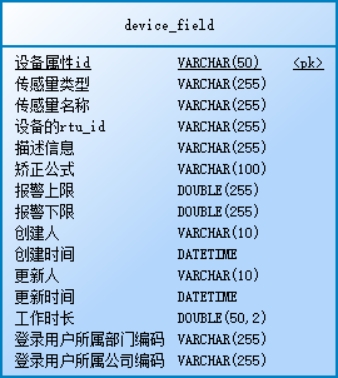 device_field
设备属性id VARCHAR(50) <pk>
传感量类型 VARCHAR(255)
传感量名称 VARCHAR(255)
设备的rtu_id VARCHAR(255)
描述信息 VARCHAR(255)
矫正公式 VARCHAR(100)
报警上限 DOUBLE(255)
报警下限 DOUBLE(255)
创建人 VARCHAR(10)
创建时间 DATETIME
更新人 VARCHAR(10)
更新时间 DATETIME
工作时长 DOUBLE(50,2)
登录用户所属部门编码 VARCHAR(255)
登录用户所属公司编码 VARCHAR(255)